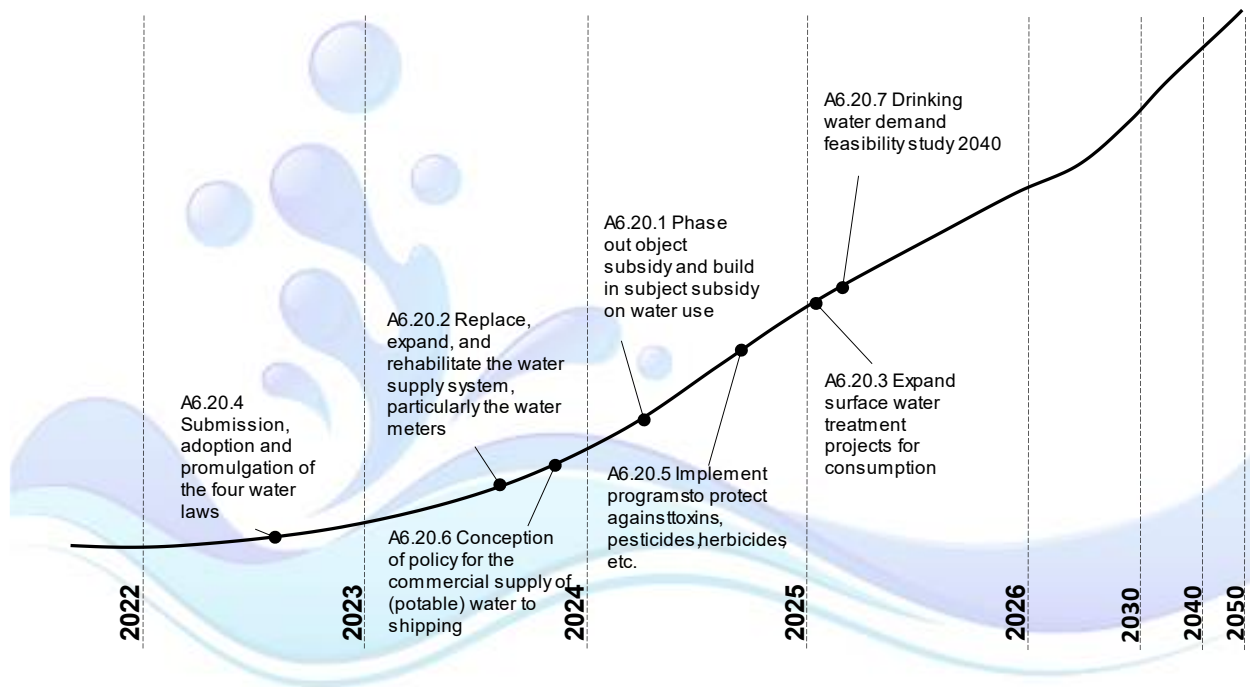 A6.20.7 Drinking
water demand
feasibility study 2040
A6.20.1 Phase
out object
subsidy and build
in subject subsidy
on water use
A6.20.2 Replace,
expand, and
rehabilitate the water
supply system,
particularly the water
meters
A6.20.4
Submission,
adoption and
promulgation of
the four water
laws
A6.20.3 Expand
surface water
treatment
projects for
consumption
A6.20.5 Implement
programsto protect
againsttoxins,
pesticides,herbicides
etc.
A6.20.6 Conception
of policy for the
commercial supply of
(potable) water to
shipping
2022
2023
2024
2025
2026
2030
2040
2050